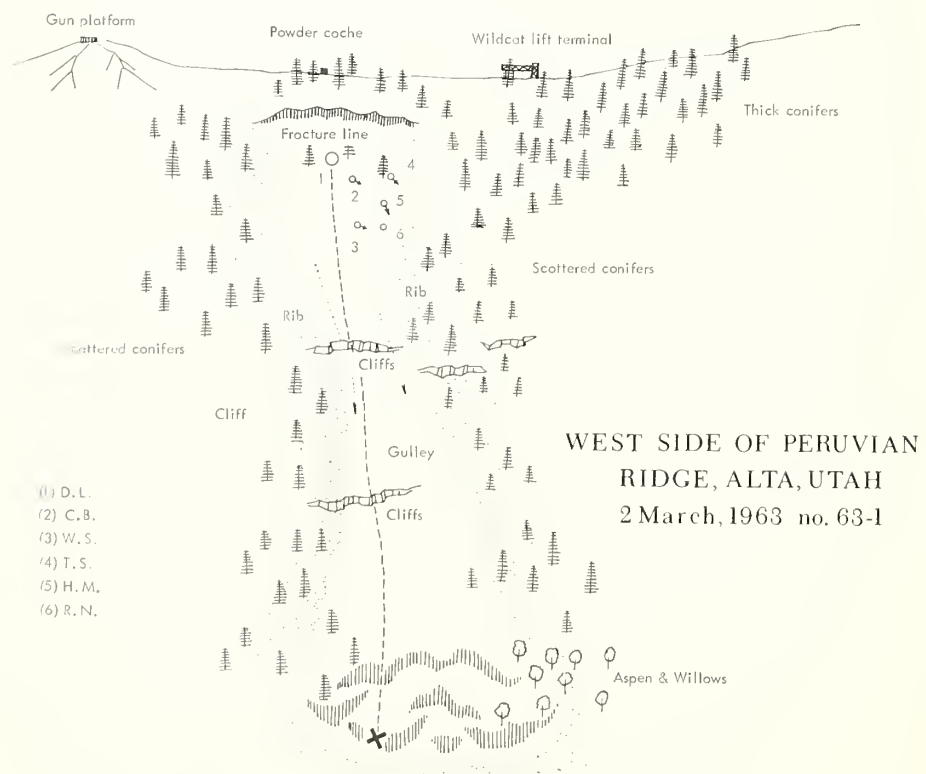 Gun platform
Powder coche
Wildcat lift terminal
Thick conifers
Frocture line
1
4
2
5
3
6
Scottered conifers
Rib
Rib
cattered conifers
Cliffs
Cliff
Gulley
Cliffs
WEST SIDE OF PERUVIAN
RIDGE, ALTA, UTAH
2 March, 1963 no. 63-1
(1) D.L.
(2) C.B.
(3) W.S.
(4) T.S.
(5) H.M.
(6) R.N.
Aspen & Willows